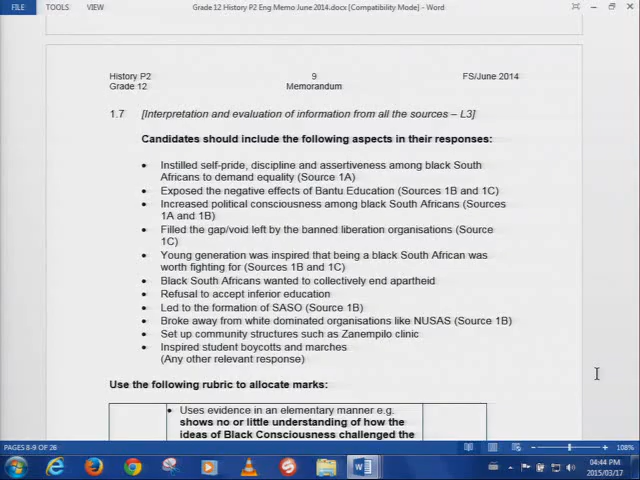 FILE TOOLS VIEW Grade 12 History P2 Eng Memo June 2014.docx [Compatibility Mode] - Word
History P2 9 FS/June 2014
Grade 12 Memorandum
1.7 [Interpretation and evaluation of information from all the sources – L3]
Candidates should include the following aspects in their responses:
• Instilled self-pride, discipline and assertiveness among black South
Africans to demand equality (Source 1A)
• Exposed the negative effects of Bantu Education (Sources 1B and 1C)
• Increased political consciousness among black South Africans (Sources
1A and 1B)
• Filled the gap/void left by the banned liberation organisations (Source
1C)
• Young generation was inspired that being a black South African was
worth fighting for (Sources 1B and 1C)
• Black South Africans wanted to collectively end apartheid
• Refusal to accept inferior education
• Led to the formation of SASO (Source 1B)
• Broke away from white dominated organisations like NUSAS (Source 1B)
• Set up community structures such as Zanempilo clinic
• Inspired student boycotts and marches
(Any other relevant response)
Use the following rubric to allocate marks:
• Uses evidence in an elementary manner e.g.
shows no or little understanding of how the
ideas of Black Consciousness challenged the
PAGES 8-9 OF 26 108%
04:44 PM
2015/03/17